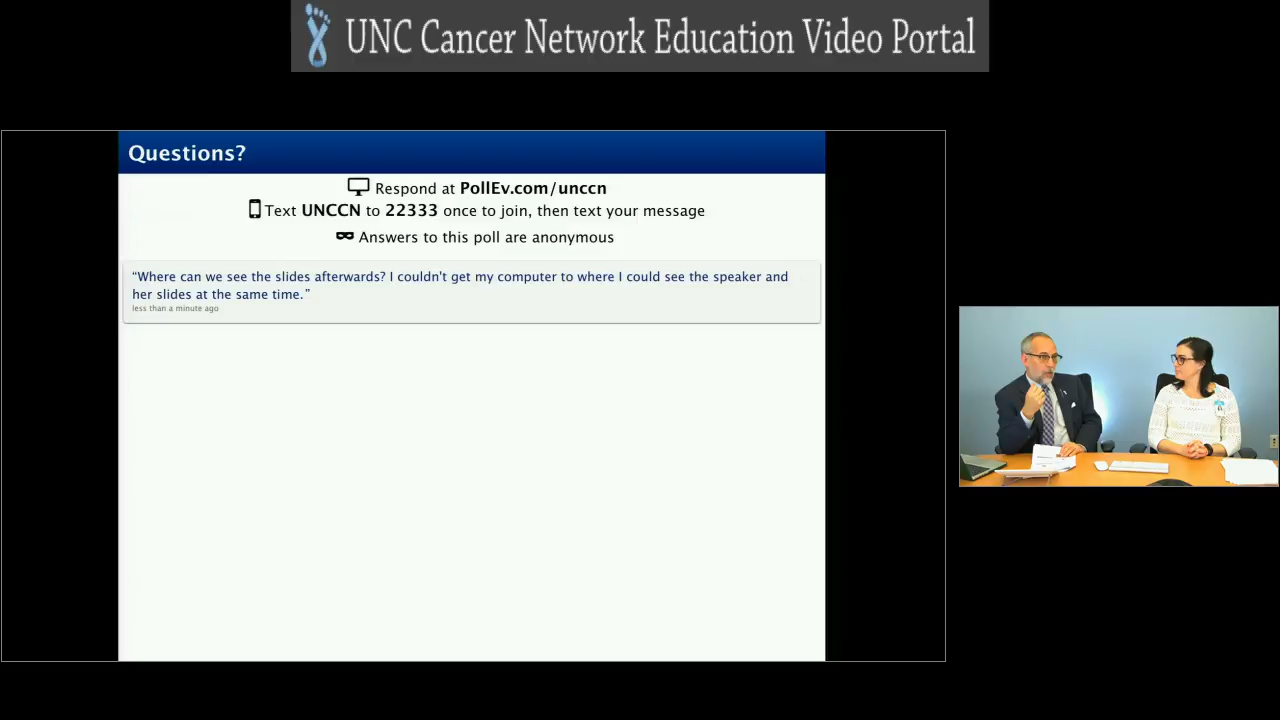 UNC Cancer Network Education Video Portal
Questions?
Respond at PollEv.com/unccn
Text UNCCN to 22333 once to join, then text your message
Answers to this poll are anonymous
“Where can we see the slides afterwards? I couldn't get my computer to where I could see the speaker and
her slides at the same time.”
less than a minute ago